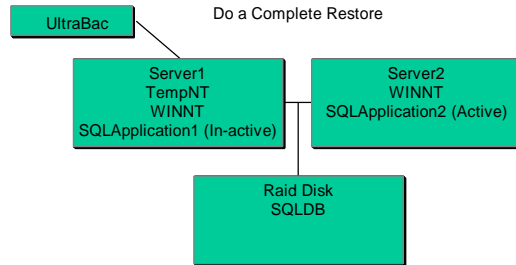 Do a Complete Restore
UltraBac
Server1
TempNT
WINNT
SQLApplication1 (In-active)
Server2
WINNT
SQLApplication2 (Active)
Raid Disk
SQLDB